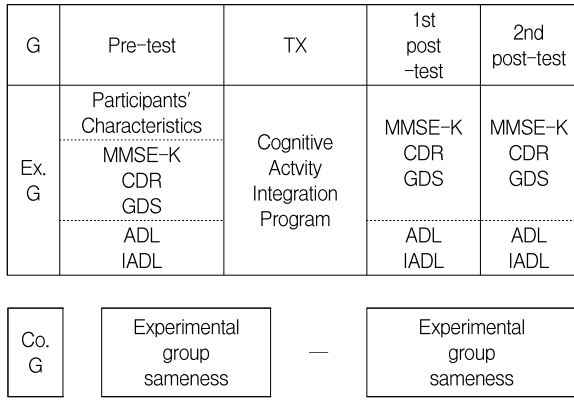 G
Pre-test
TX
1st
post
-test
2nd
post-test
Ex.
G
Participants'
Characteristics
MMSE-K
CDR
GDS
ADL
IADL
Cognitive
Actvity
Integration
Program
MMSE-K
CDR
GDS
ADL
IADL
MMSE-K
CDR
GDS
ADL
IADL
Co.
G
Experimental
group
sameness
—
Experimental
group
sameness